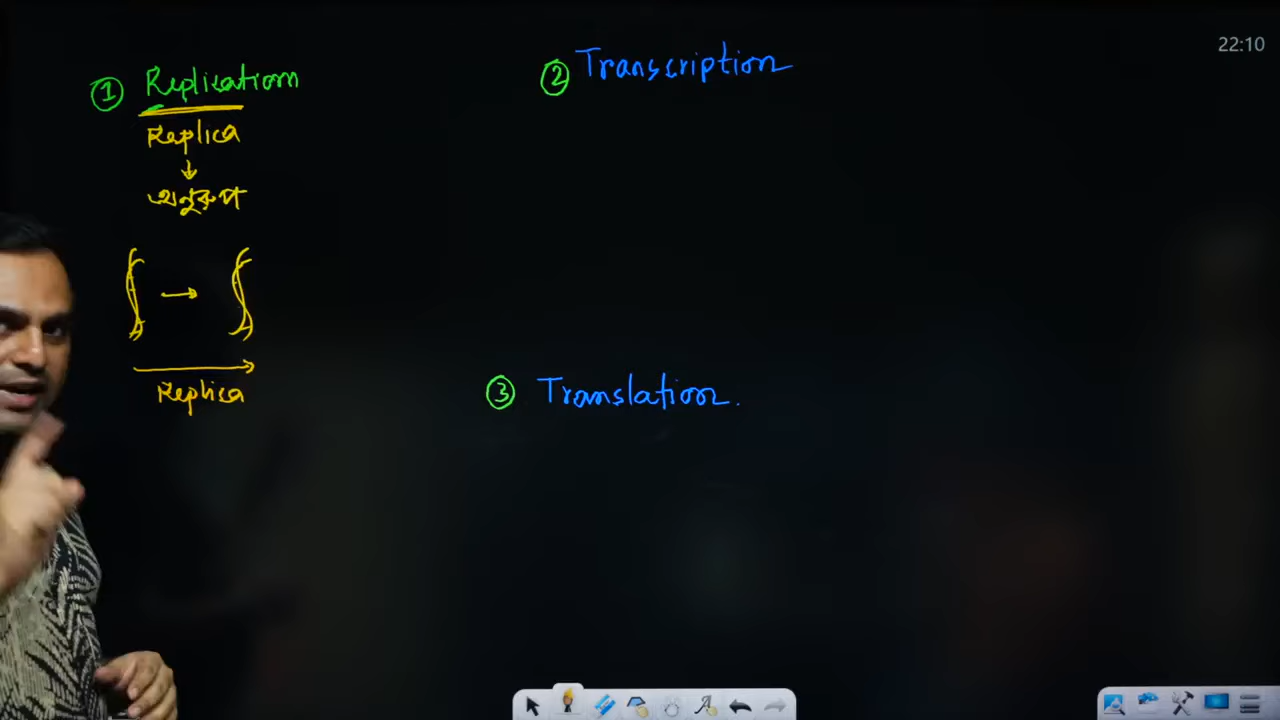 22:10
① Replication
Replica
↓
অনুরূপ
→
Replica
② Transcription
③ Translation.